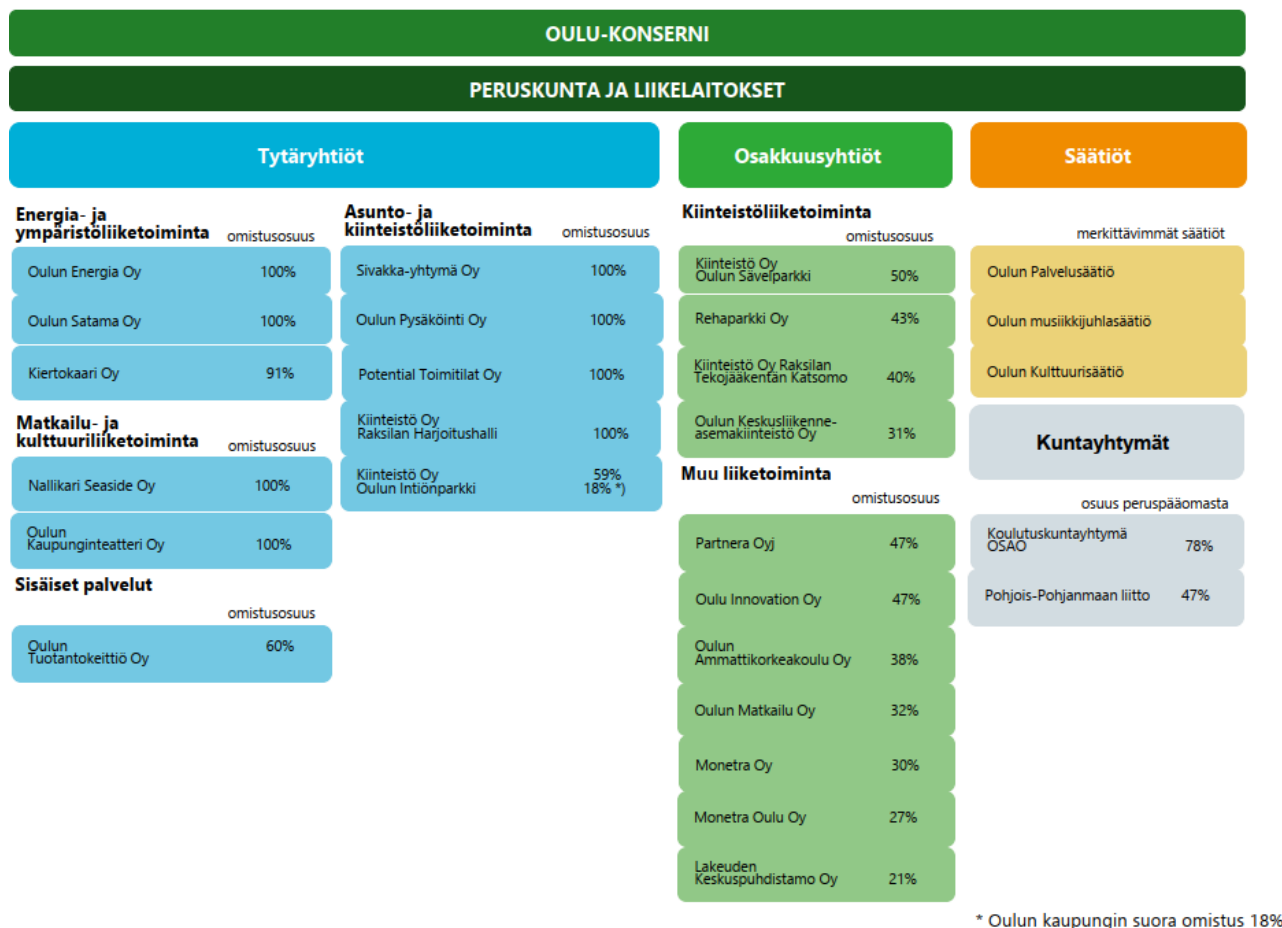 OULU-KONSERNI
PERUSKUNTA JA LIIKELAITOKSET
Tytäryhtiöt
Energia- ja
ympäristöliiketoiminta omistusosuus
Oulun Energia Oy 100%
Oulun Satama Oy 100%
Kiertokaari Oy 91%
Matkailu- ja
kulttuuriliiketoiminta omistusosuus
Nallikari Seaside Oy 100%
Oulun
Kaupunginteatteri Oy 100%
Sisäiset palvelut
omistusosuus
Oulun
Tuotantokeittiö Oy 60%
Asunto- ja
kiinteistöliiketoiminta omistusosuus
Sivakka-yhtymä Oy 100%
Oulun Pysäköinti Oy 100%
Potential Toimitilat Oy 100%
Kiinteistö Oy
Raksilan Harjoitushalli 100%
Kiinteistö Oy 59%
Oulun Intiönparkki 18% *)
Osakkuusyhtiöt
Kiinteistöliiketoiminta
omistusosuus
Kiinteistö Oy
Oulun Sävelparkki 50%
Rehaparkki Oy 43%
Kiinteistö Oy Raksilan
Tekojääkentän Katsomo 40%
Oulun Keskusliikenne-
asemakiinteistö Oy 31%
Muu liiketoiminta
omistusosuus
Partnera Oyj 47%
Oulu Innovation Oy 47%
Oulun
Ammattikorkeakoulu Oy 38%
Oulun Matkailu Oy 32%
Monetra Oy 30%
Monetra Oulu Oy 27%
Lakeuden
Keskuspuhdistamo Oy 21%
Säätiöt
merkittävimmät säätiöt
Oulun Palvelusäätiö
Oulun musiikkijuhlasäätiö
Oulun Kulttuurisäätiö
Kuntayhtymät
osuus peruspääomasta
Koulutuskuntayhtymä
OSAO 78%
Pohjois-Pohjanmaan liitto 47%
* Oulun kaupungin suora omistus 18%